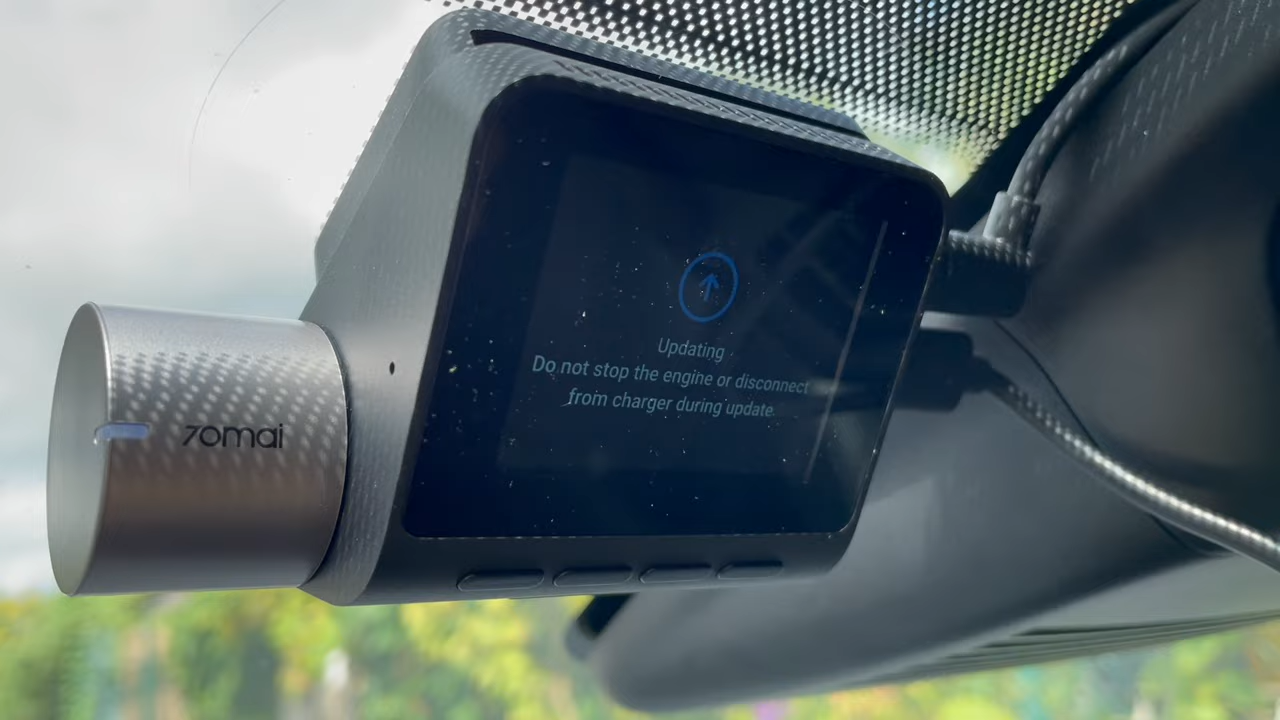 70mai
Updating
Do not stop the engine or disconnect
from charger during update.